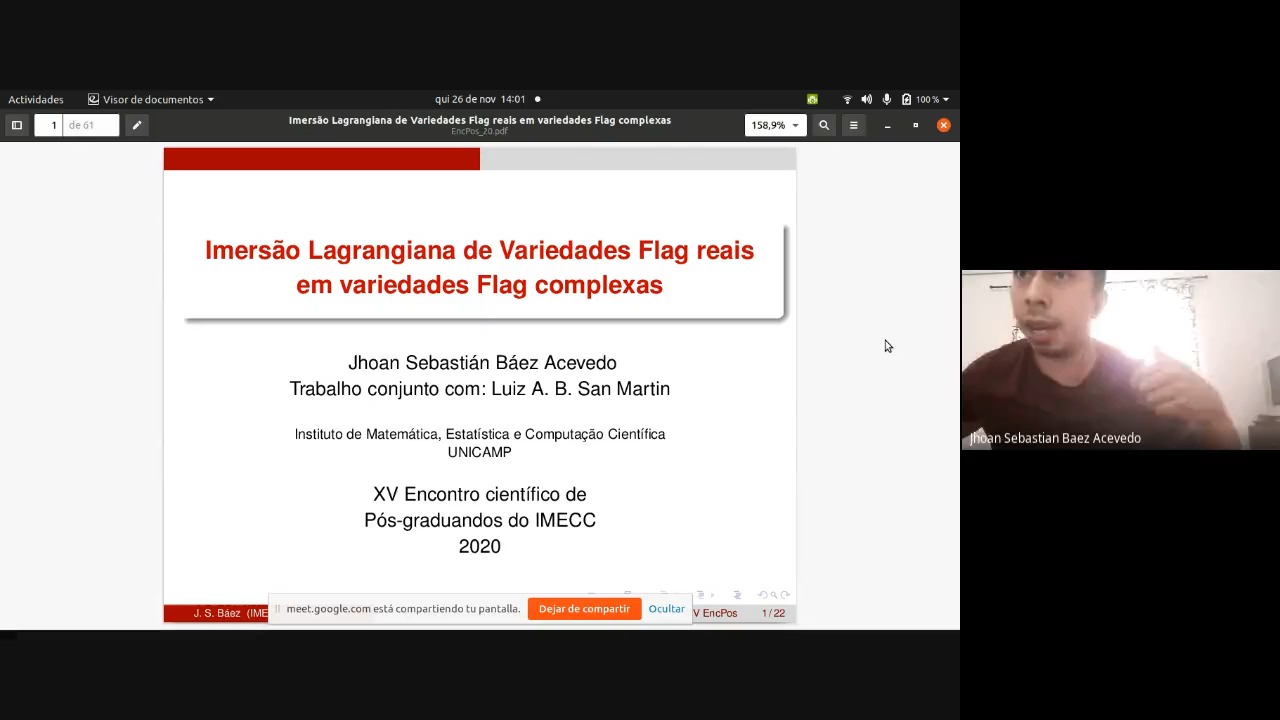 Actividades
Visor de documentos
qui 26 de nov 14:01
100 %
1 de 61
Imersão Lagrangiana de Variedades Flag reais em variedades Flag complexas
EncPos_20.pdf
158,9%
Imersão Lagrangiana de Variedades Flag reais
em variedades Flag complexas
Jhoan Sebastián Báez Acevedo
Trabalho conjunto com: Luiz A. B. San Martin
Instituto de Matemática, Estatística e Computação Científica
UNICAMP
XV Encontro científico de
Pós-graduandos do IMECC
2020
Jhoan Sebastian Baez Acevedo
meet.google.com está compartiendo tu pantalla.
Dejar de compartir
Ocultar
J. S. Báez (IME
V EncPos
1 / 22